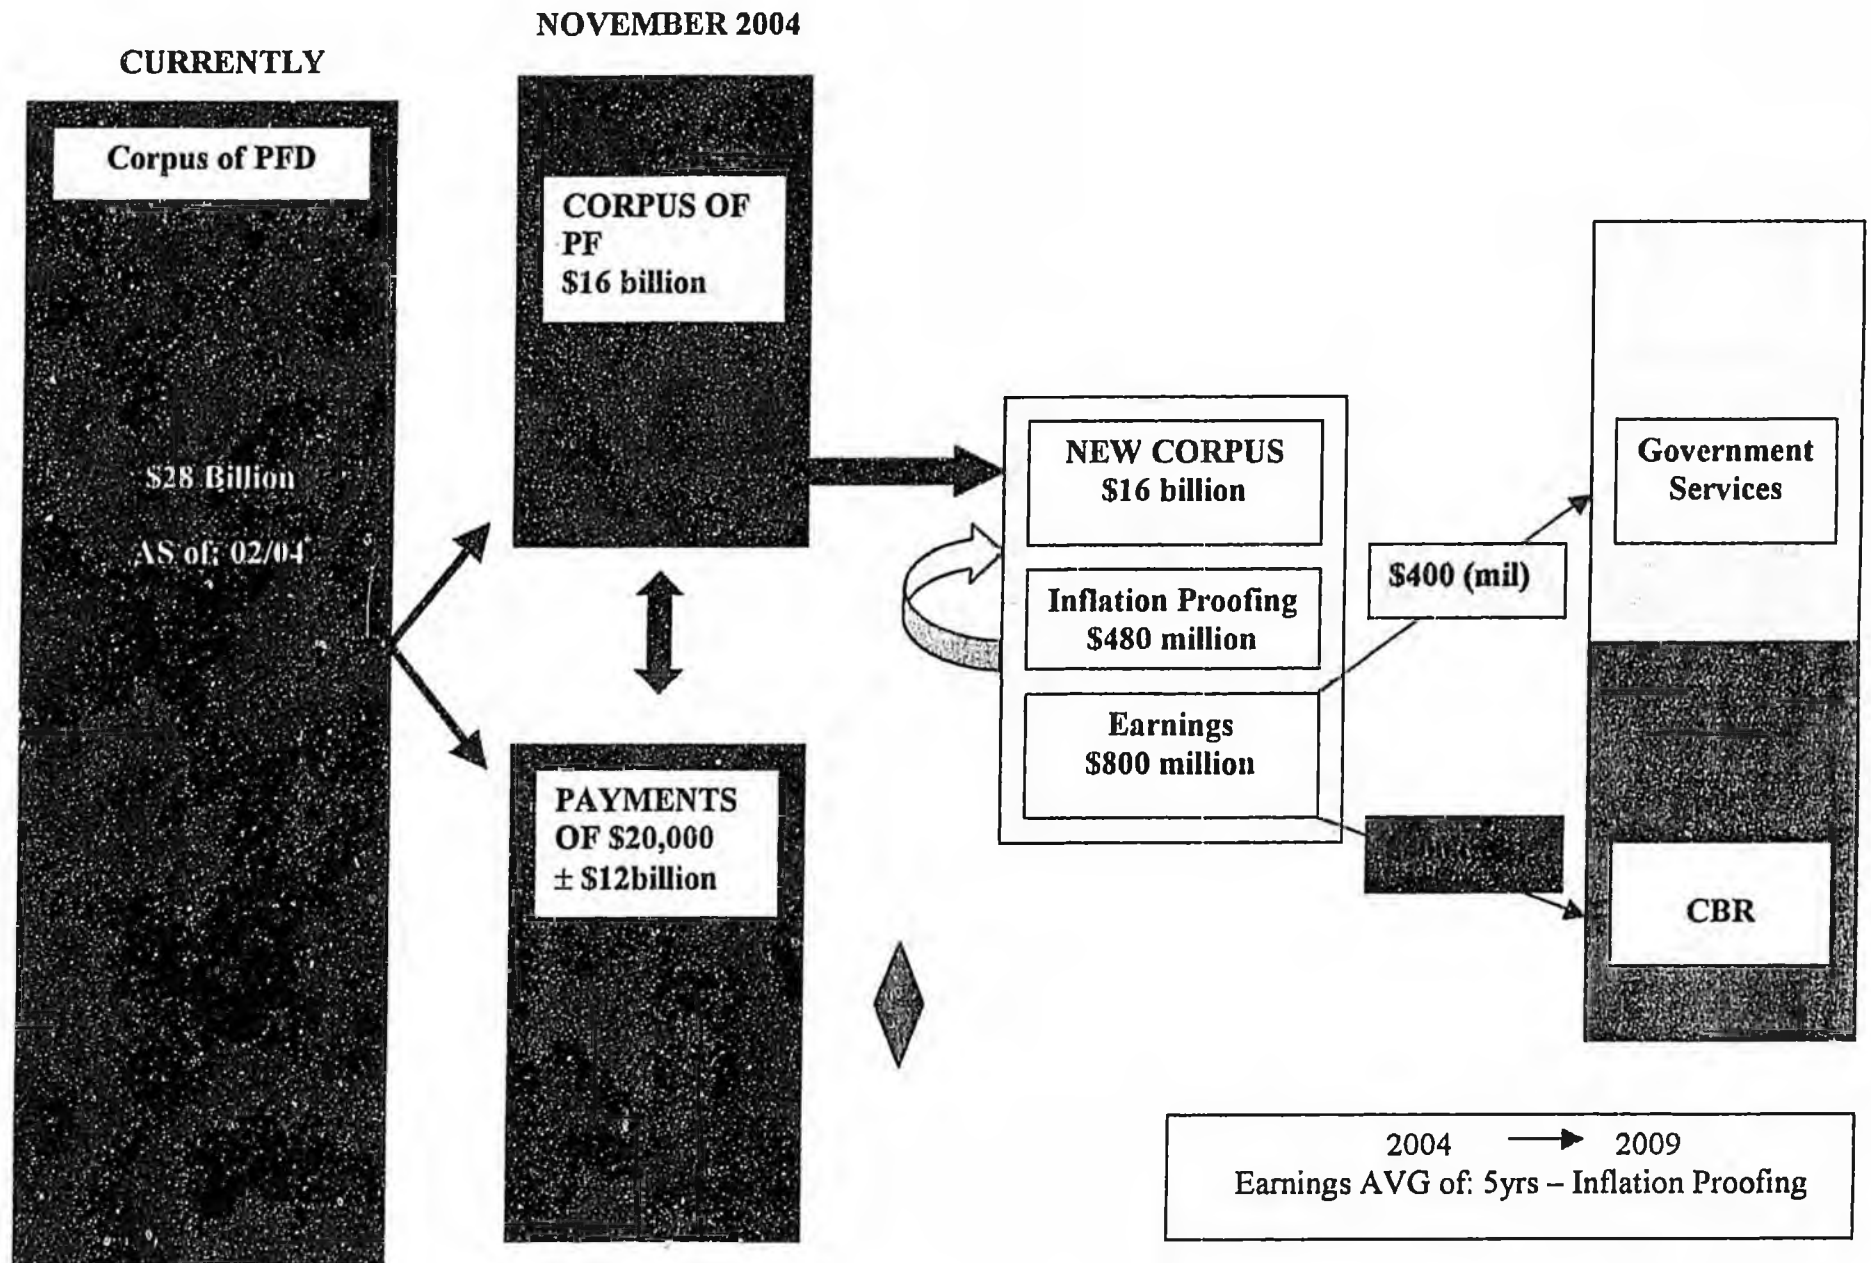 NOVEMBER 2004
CURRENTLY
Corpus of PFD
$28 Billion
AS of: 02/04
CORPUS OF
PF
$16 billion
PAYMENTS
OF $20,000
± $12billion
NEW CORPUS
$16 billion
Inflation Proofing
$480 million
Earnings
$800 million
$400 (mil)
Government
Services
CBR
2004 → 2009
Earnings AVG of: 5yrs – Inflation Proofing